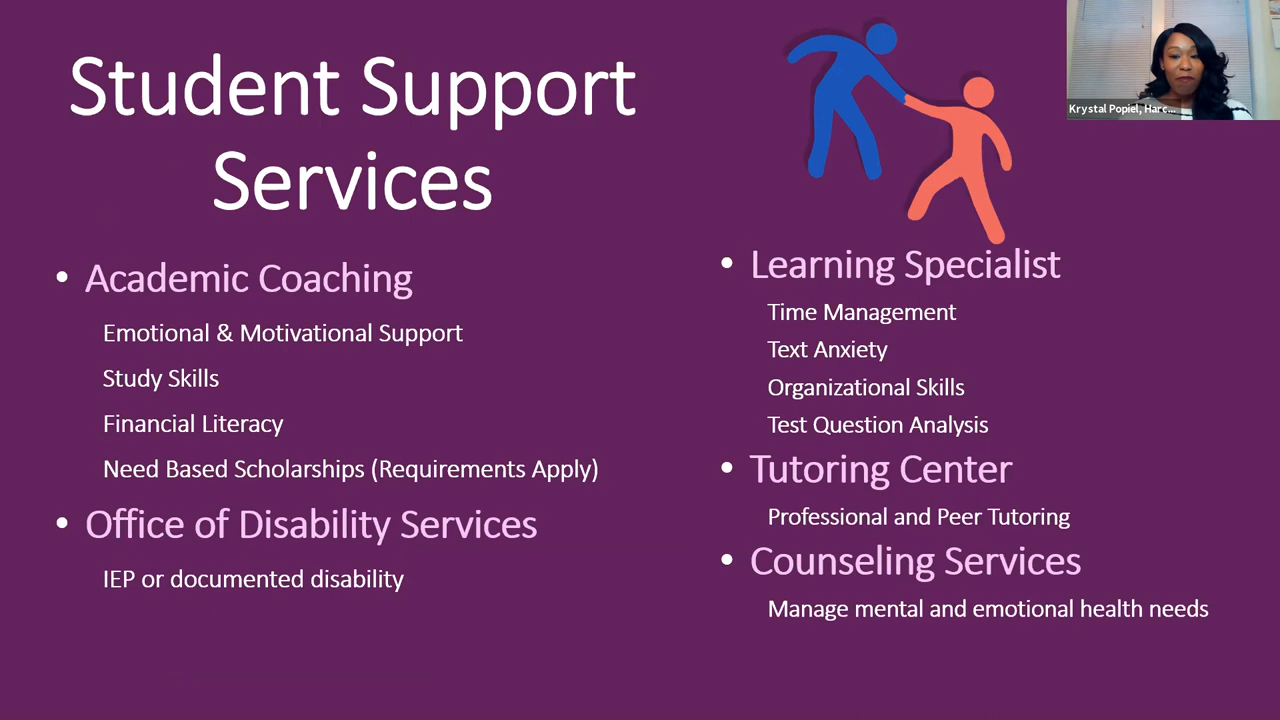 Student Support
Services
• Academic Coaching
Emotional & Motivational Support
Study Skills
Financial Literacy
Need Based Scholarships (Requirements Apply)
• Office of Disability Services
IEP or documented disability
• Learning Specialist
Time Management
Text Anxiety
Organizational Skills
Test Question Analysis
• Tutoring Center
Professional and Peer Tutoring
• Counseling Services
Manage mental and emotional health needs
Krystal Popiel, Harc...